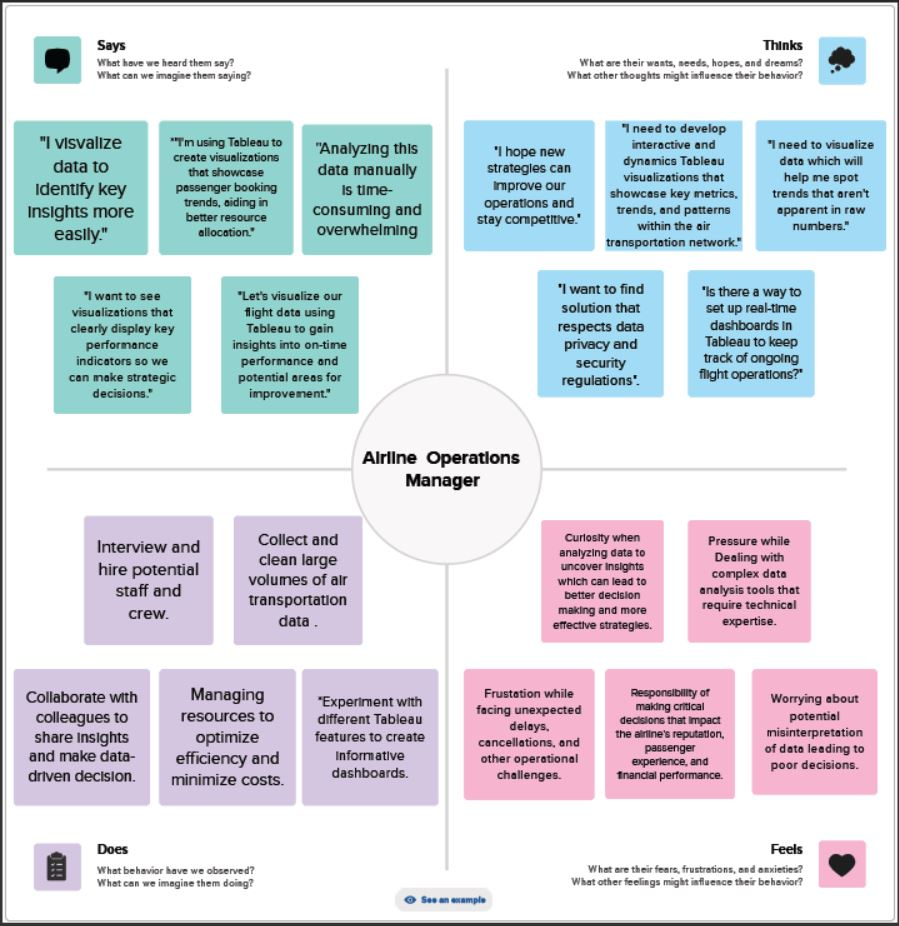 Says
What have we heard them say?
What can we imagine them saying?
Thinks
What are their wants, needs, hopes, and dreams?
What other thoughts might influence their behavior?
"I visvalize
data to
identify key
insights more
easily."
"'I'm using Tableau to
create visualizations
that showcase
passenger booking
trends, aiding in
better resource
allocation."
"Analyzing this
data manually
is time-
consuming and
overwhelming
"I hope new
strategies can
improve our
operations and
stay competitive."
"I need to develop
interactive and
dynamics Tableau
visualizations that
showcase key metrics,
trends, and patterns
within the air
transportation network."
"I need to visualize
data which will
help me spot
trends that aren't
apparent in raw
numbers."
"I want to see
visualizations that
clearly display key
performance
indicators so we
can make strategic
decisions."
"Let's visualize our
flight data using
Tableau to gain
insights into on-time
performance and
potential areas for
improvement."
"I want to find
solution that
respects data
privacy and
security
regulations".
"Is there a way to
set up real-time
dashboards in
Tableau to keep
track of ongoing
flight operations?"
Airline Operations
Manager
Interview and
hire potential
staff and
crew.
Collect and
clean large
volumes of air
transportation
data .
Curiosity when
analyzing data to
uncover insights
which can lead to
better decision
making and more
effective strategies.
Pressure while
Dealing with
complex data
analysis tools that
require technical
expertise.
Collaborate with
colleagues to
share insights
and make data-
driven decision.
Managing
resources to
optimize
efficiency and
minimize costs.
"Experiment with
different Tableau
features to create
informative
dashboards.
Frustation while
facing unexpected
delays,
cancellations, and
other operational
challenges.
Responsibility of
making critical
decisions that impact
the airline's reputation,
passenger
experience, and
financial performance.
Worrying about
potential
misinterpretation
of data leading to
poor decisions.
Does
What behavior have we observed?
What can we imagine them doing?
Feels
What are their fears, frustrations, and anxieties?
What other feelings might influence their behavior?
See an example